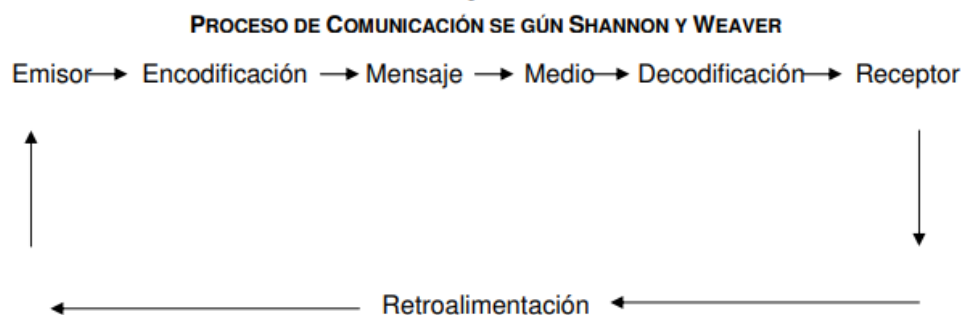 PROCESO DE COMUNICACIÓN SE GÚN SHANNON Y WEAVER
Emisor Encodificación Mensaje Medio Decodificación Receptor
Retroalimentación